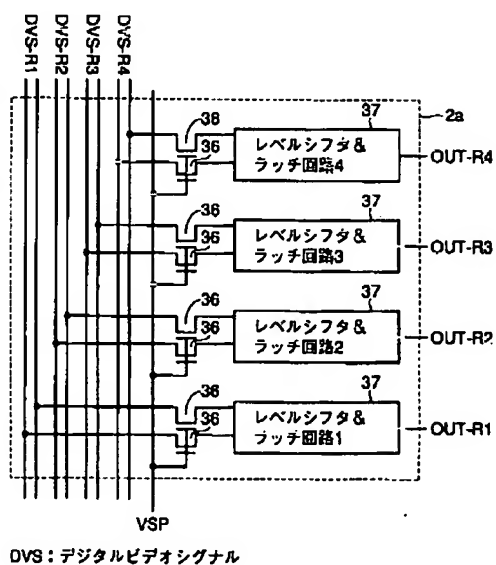 DVS-R1
DVS-R2
DVS-R3
DVS-R4
2a
37
36
36
レベルシフタ&
ラッチ回路4
OUT-R4
37
36
36
レベルシフタ&
ラッチ回路3
OUT-R3
37
36
36
レベルシフタ&
ラッチ回路2
OUT-R2
37
36
36
レベルシフタ&
ラッチ回路1
OUT-R1
VSP
DVS:デジタルビデオシグナル